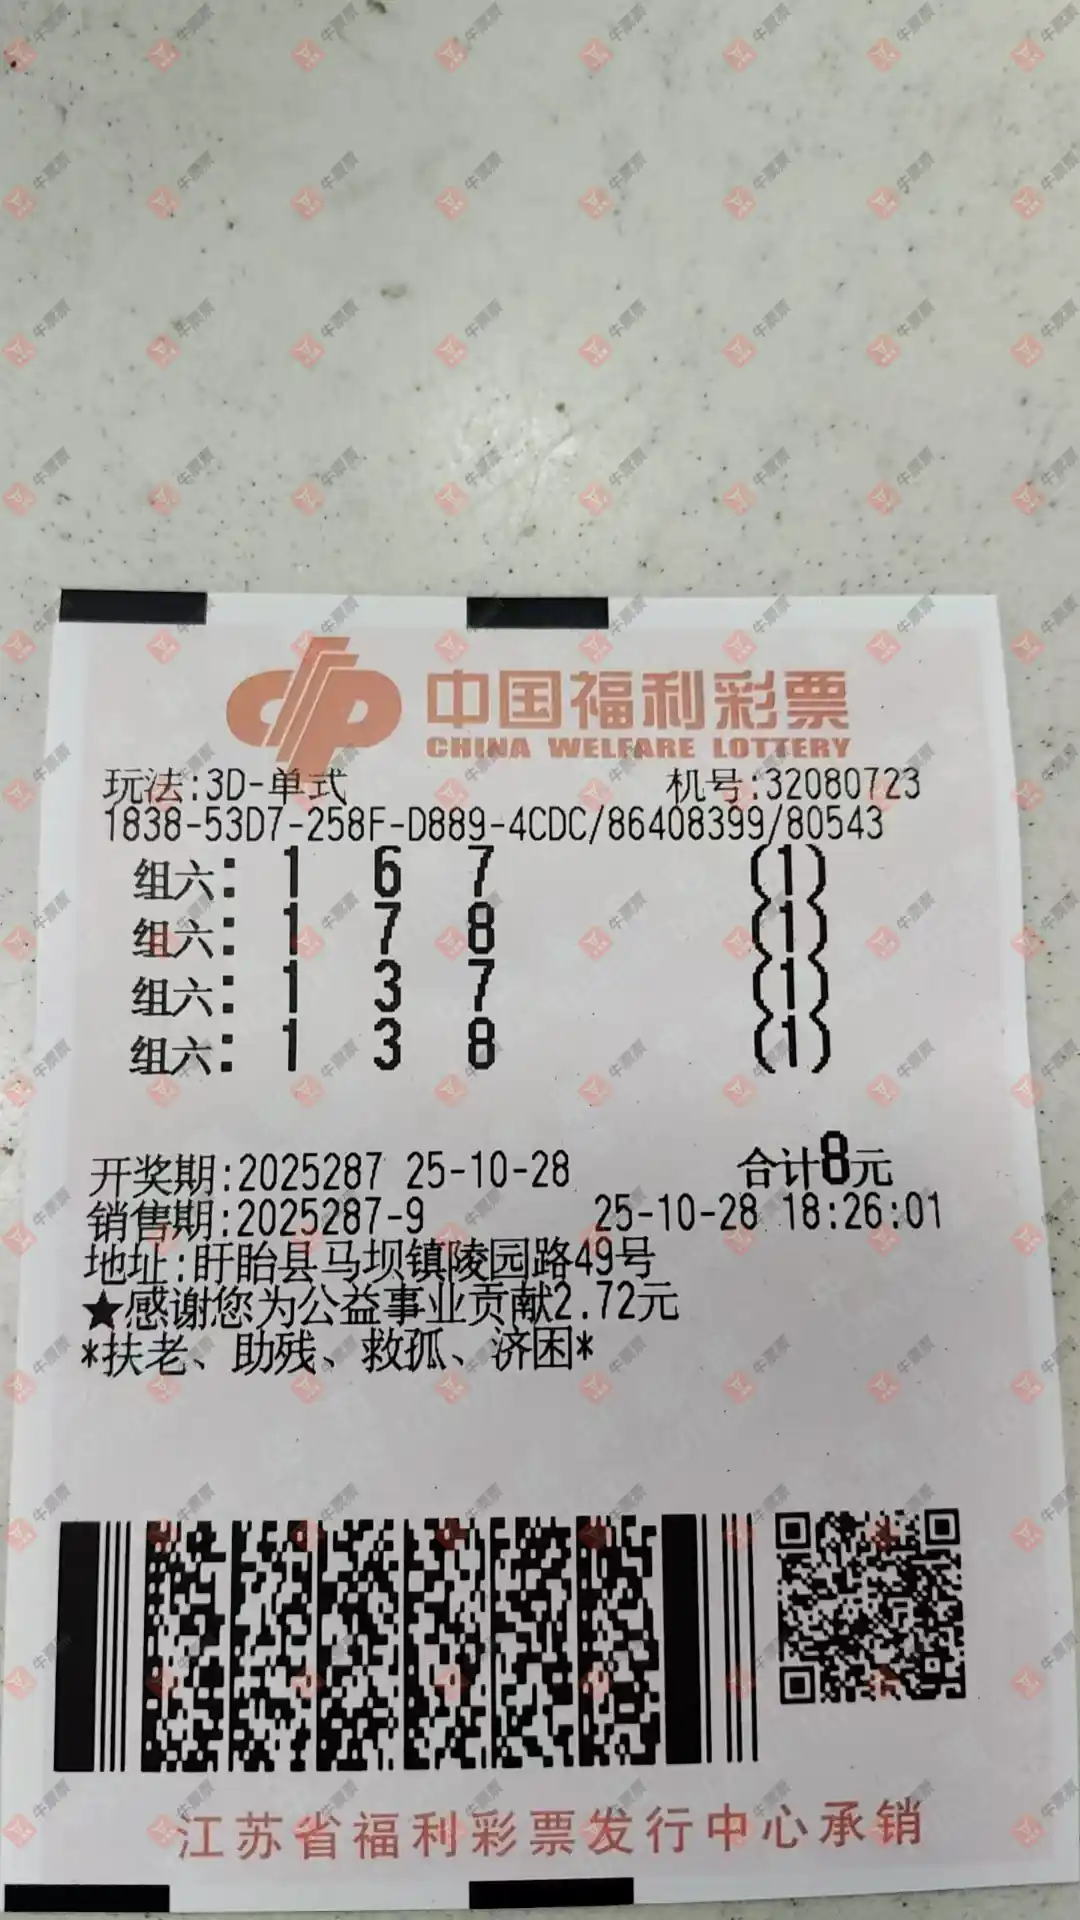 中国福利彩票
CHINA WELFARE LOTTERY
玩法:3D-单式 机号:32080723
1838-53D7-258F-D889-4CDC/86408399/80543
组六: 1 6 7 (1)
组六: 1 7 8 (1)
组六: 1 3 7 (1)
组六: 1 3 8 (1)
开奖期:2025287 25-10-28 合计8元
销售期:2025287-9 25-10-28 18:26:01
地址:盱眙县马坝镇陵园路49号
★感谢您为公益事业贡献2.72元
*扶老、助残、救孤、济困*
江苏省福利彩票发行中心承销
牛票票